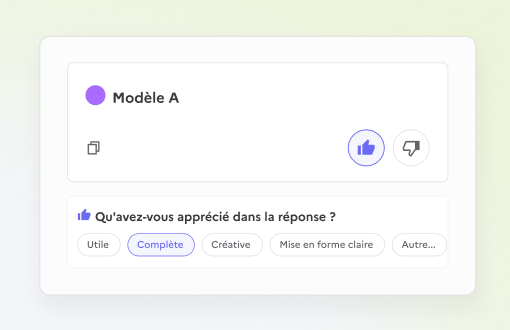 Modèle A
Qu'avez-vous apprécié dans la réponse ?
Utile Complète Créative Mise en forme claire Autre...